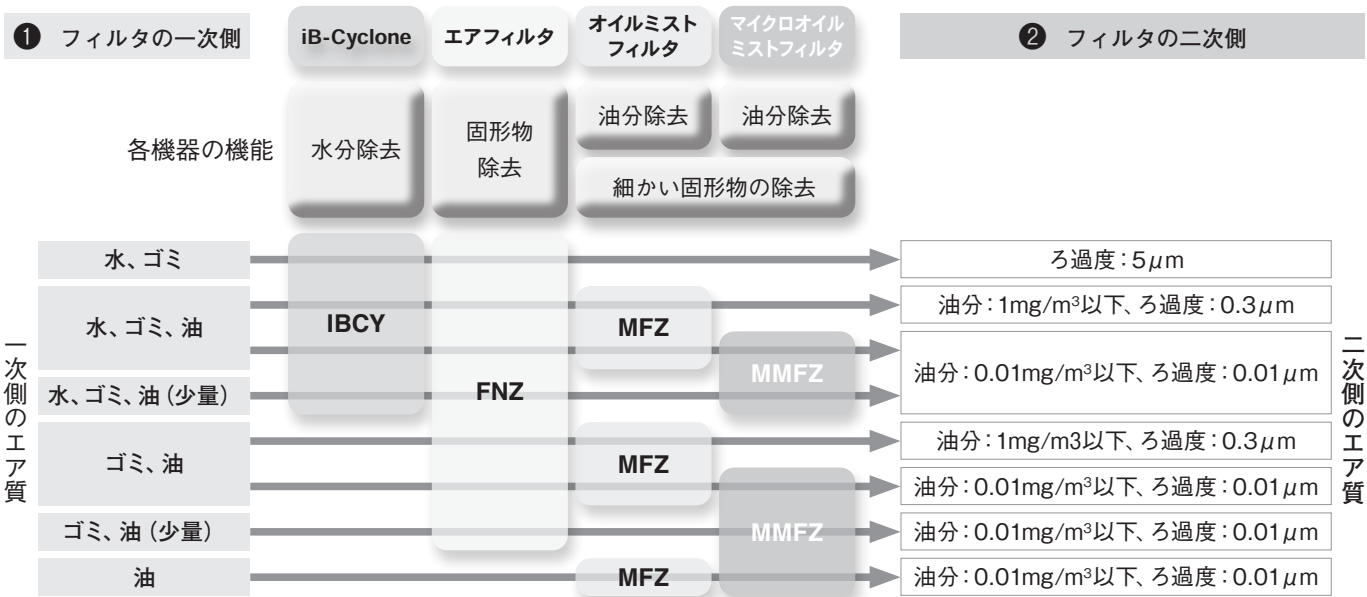 ❶ フィルタの一次側
iB-Cyclone
エアフィルタ
オイルミスト
フィルタ
マイクロオイル
ミストフィルタ
❷ フィルタの二次側
各機器の機能
水分除去
固形物
除去
油分除去
油分除去
細かい固形物の除去
一次側のエア質
水、ゴミ
水、ゴミ、油
水、ゴミ、油（少量）
ゴミ、油
ゴミ、油（少量）
油
IBCY
FNZ
MFZ
MMFZ
MFZ
MMFZ
MFZ
ろ過度：5μm
油分：1mg/m³以下、ろ過度：0.3μm
油分：0.01mg/m³以下、ろ過度：0.01μm
油分：1mg/m3以下、ろ過度：0.3μm
油分：0.01mg/m³以下、ろ過度：0.01μm
油分：0.01mg/m³以下、ろ過度：0.01μm
油分：0.01mg/m³以下、ろ過度：0.01μm
二次側のエア質